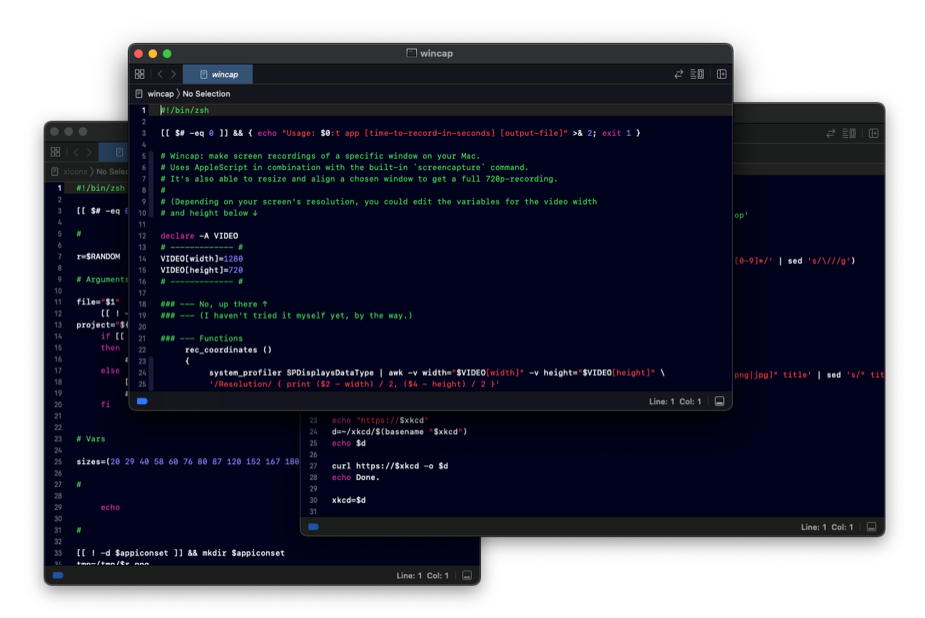 wincap
wincap
wincap 〉 No Selection
1 #!/bin/zsh
2
3 [[ $# -eq 0 ]] && { echo "Usage: $0:t app [time-to-record-in-seconds] [output-file]" >& 2; exit 1 }
4
5 # Wincap: make screen recordings of a specific window on your Mac.
6 # Uses AppleScript in combination with the built-in `screencapture` command.
7 # It's also able to resize and align a chosen window to get a full 720p-recording.
8 #
9 # (Depending on your screen's resolution, you could edit the variables for the video width
10 # and height below ↓
11
12 declare -A VIDEO
13 # ------------- #
14 VIDEO[width]=1280
15 VIDEO[height]=720
16 # ------------- #
17
18 ### --- No, up there ↑
19 ### --- (I haven't tried it myself yet, by the way.)
20
21 ### --- Functions
22 rec_coordinates ()
23 {
24 system_profiler SPDisplaysDataType | awk -v width="$VIDEO[width]" -v height="$VIDEO[height]" \
25 '/Resolution/ { print ($2 - width) / 2, ($4 - height) / 2 }'
Line: 1 Col: 1
xicons 〉 No Selec
1 #!/bin/zsh
2
3 [[ $# -eq
4
5 #
6
7 r=$RANDOM
8
9 # Arguments
10
11 file="$1"
12 [[ ! -
13 project="$(
14 if [[
15 then
16 a
17 else
18 [
19 a
20 fi
21
22
23 # Vars
24
25 sizes=(20 29 40 58 60 76 80 87 120 152 167 180
26
27 #
28
29 echo
30
31 #
32
33 [[ ! -d $appiconset ]] && mkdir $appiconset
34 tmp=/tmp/$r.png
Line: 1 Col: 1
op'
[0-9]*/' | sed 's/\///g')
png|jpg]" title' | sed 's/" tit
23 echo "https://$xkcd"
24 d=~/xkcd/$(basename "$xkcd")
25 echo $d
26
27 curl https://$xkcd -o $d
28 echo Done.
29
30 xkcd=$d
31
Line: 1 Col: 1